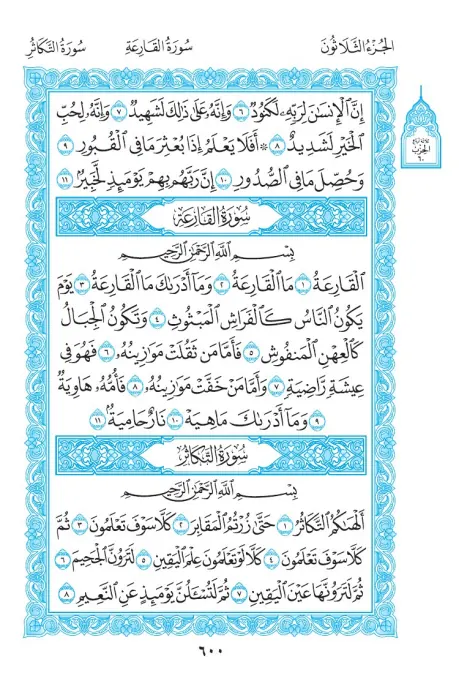 الجُزءُ الثَّلَاثُونَ سُورَةُ القَارِعَةِ سُورَةُ التَّكَاثُرِ
إِنَّ ٱلْإِنسَٰنَ لِرَبِّهِۦ لَكَنُودٌ ٦ وَإِنَّهُۥ عَلَىٰ ذَٰلِكَ لَشَهِيدٌ ٧ وَإِنَّهُۥ لِحُبِّ
ٱلْخَيْرِ لَشَدِيدٌ ٨ ۞ أَفَلَا يَعْلَمُ إِذَا بُعْثِرَ مَا فِى ٱلْقُبُورِ ٩
وَحُصِّلَ مَا فِى ٱلصُّدُورِ ١٠ إِنَّ رَبَّهُم بِهِمْ يَوْمَئِذٍ لَّخَبِيرٌۢ ١١
سُورَةُ القَارِعَةِ
بِسْمِ ٱللَّهِ ٱلرَّحْمَٰنِ ٱلرَّحِيمِ
ٱلْقَارِعَةُ ١ مَا ٱلْقَارِعَةُ ٢ وَمَآ أَدْرَىٰكَ مَا ٱلْقَارِعَةُ ٣ يَوْمَ
يَكُونُ ٱلنَّاسُ كَٱلْفَرَاشِ ٱلْمَبْثُوثِ ٤ وَتَكُونُ ٱلْجِبَالُ
كَٱلْعِهْنِ ٱلْمَنفُوشِ ٥ فَأَمَّا مَن ثَقُلَتْ مَوَٰزِينُهُۥ ٦ فَهُوَ فِى
عِيشَةٍ رَّاضِيَةٍ ٧ وَأَمَّا مَنْ خَفَّتْ مَوَٰزِينُهُۥ ٨ فَأُمُّهُۥ هَاوِيَةٌ
٩ وَمَآ أَدْرَىٰكَ مَا هِيَهْ ١٠ نَارٌ حَامِيَةٌۢ ١١
سُورَةُ التَّكَاثُرِ
بِسْمِ ٱللَّهِ ٱلرَّحْمَٰنِ ٱلرَّحِيمِ
أَلْهَىٰكُمُ ٱلتَّكَاثُرُ ١ حَتَّىٰ زُرْتُمُ ٱلْمَقَابِرَ ٢ كَلَّا سَوْفَ تَعْلَمُونَ ٣ ثُمَّ
كَلَّا سَوْفَ تَعْلَمُونَ ٤ كَلَّا لَوْ تَعْلَمُونَ عِلْمَ ٱلْيَقِينِ ٥ لَتَرَوُنَّ ٱلْجَحِيمَ ٦
ثُمَّ لَتَرَوُنَّهَا عَيْنَ ٱلْيَقِينِ ٧ ثُمَّ لَتُسْـَٔلُنَّ يَوْمَئِذٍ عَنِ ٱلنَّعِيمِ ٨
الحزب
٦٠
٦٠٠